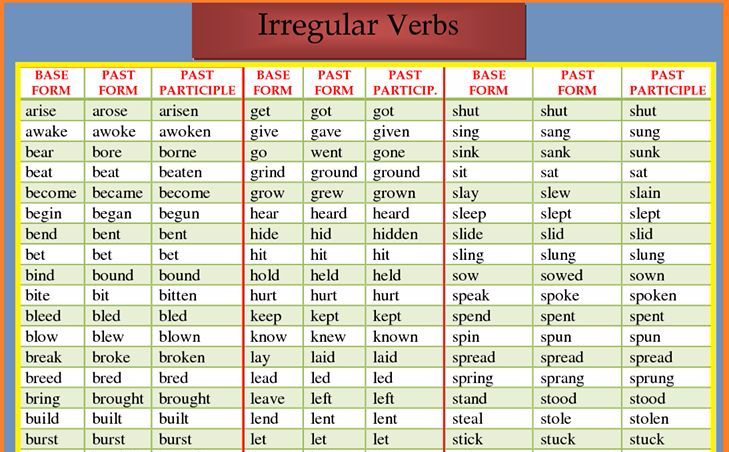 Irregular Verbs
BASE FORM PAST FORM PAST PARTICIPLE BASE FORM PAST FORM PAST PARTICIP. BASE FORM PAST FORM PAST PARTICIPLE
arise arose arisen get got got shut shut shut
awake awoke awoken give gave given sing sang sung
bear bore borne go went gone sink sank sunk
beat beat beaten grind ground ground sit sat sat
become became become grow grew grown slay slew slain
begin began begun hear heard heard sleep slept slept
bend bent bent hide hid hidden slide slid slid
bet bet bet hit hit hit sling slung slung
bind bound bound hold held held sow sowed sown
bite bit bitten hurt hurt hurt speak spoke spoken
bleed bled bled keep kept kept spend spent spent
blow blew blown know knew known spin spun spun
break broke broken lay laid laid spread spread spread
breed bred bred lead led led spring sprang sprung
bring brought brought leave left left stand stood stood
build built built lend lent lent steal stole stolen
burst burst burst let let let stick stuck stuck